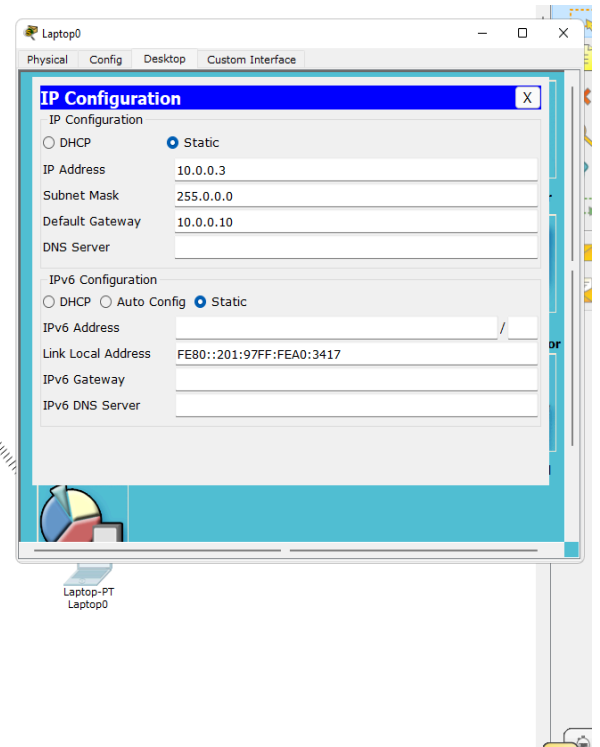 Laptop0
Physical Config Desktop Custom Interface
IP Configuration X
IP Configuration
DHCP Static
IP Address 10.0.0.3
Subnet Mask 255.0.0.0
Default Gateway 10.0.0.10
DNS Server
IPv6 Configuration
DHCP Auto Config Static
IPv6 Address /
Link Local Address FE80::201:97FF:FEA0:3417
IPv6 Gateway
IPv6 DNS Server
or
Laptop-PT
Laptop0